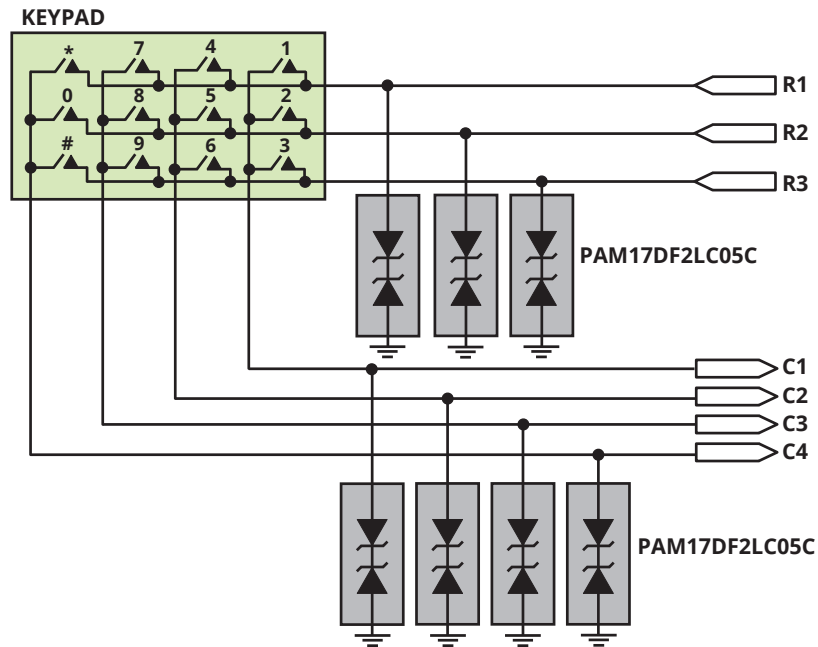 KEYPAD
* 7 4 1
R1
0 8 5 2
R2
# 9 6 3
R3
PAM17DF2LC05C
C1
C2
C3
C4
PAM17DF2LC05C